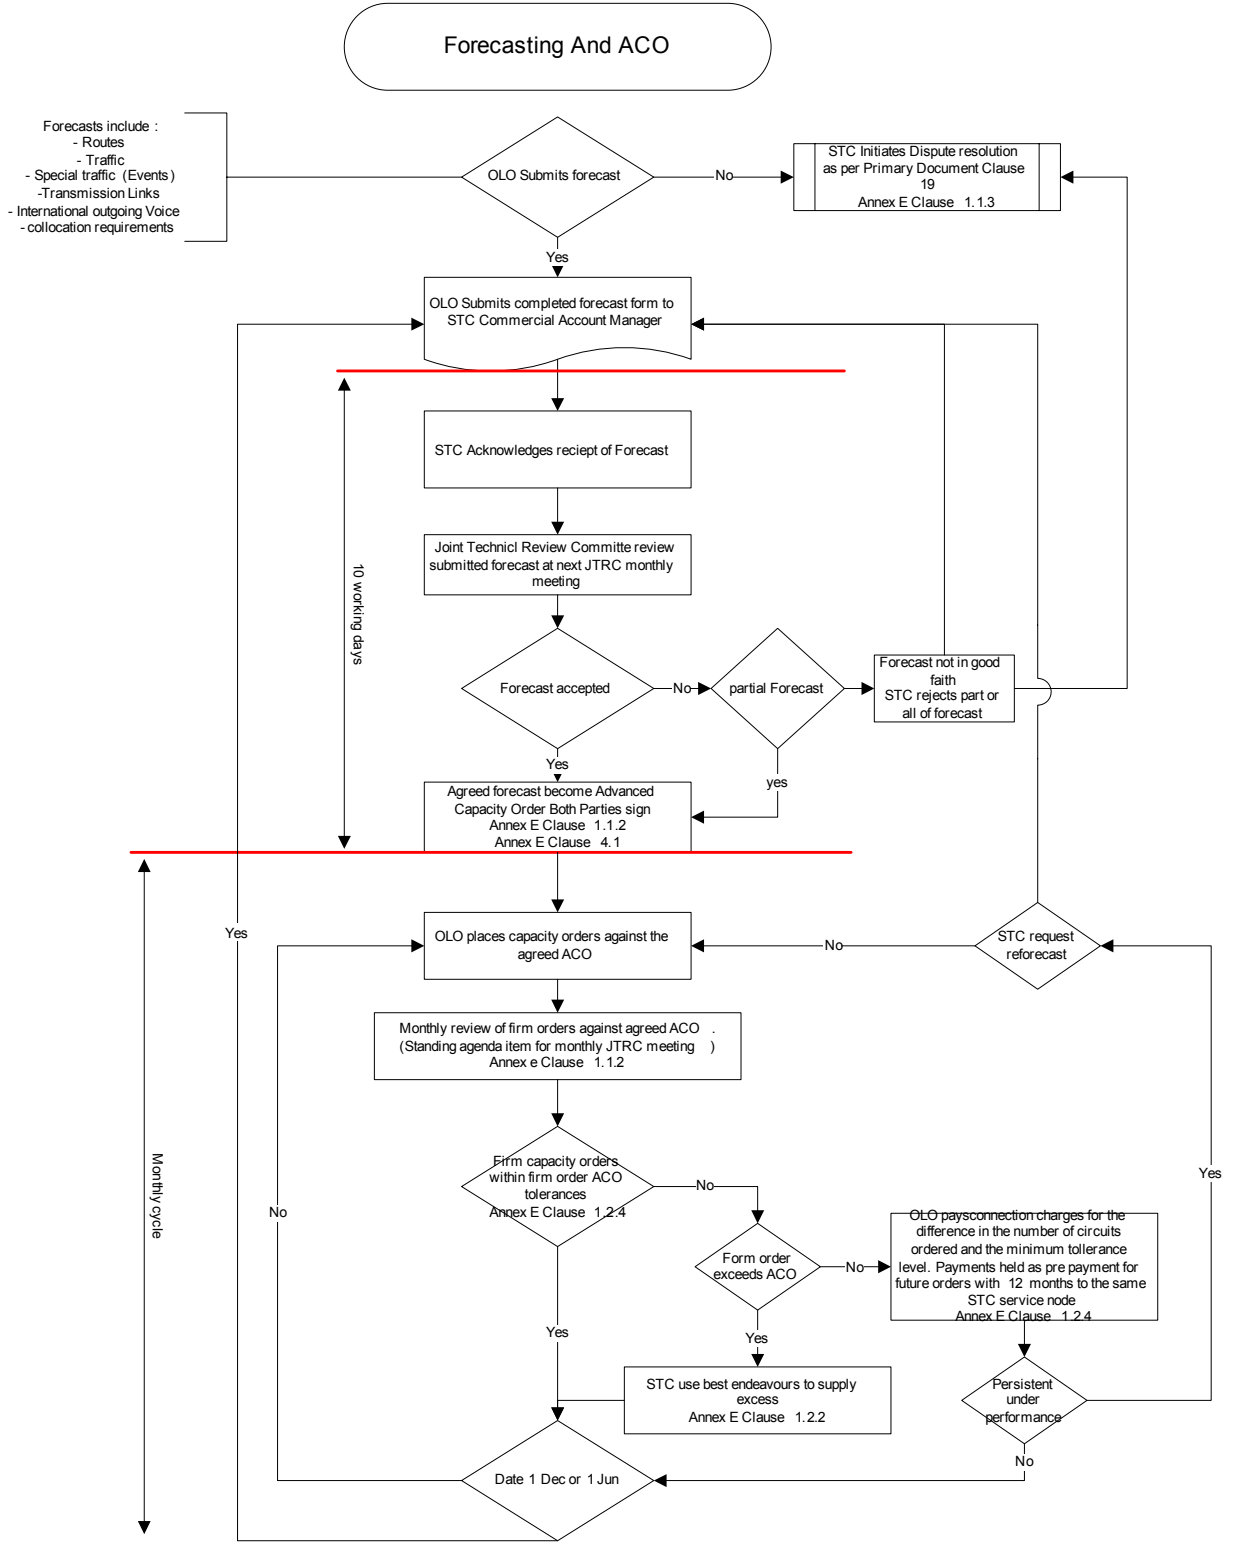 Forecasting And ACO
Forecasts include :
- Routes
- Traffic
- Special traffic (Events)
-Transmission Links
- International outgoing Voice
- collocation requirements
OLO Submits forecast
No
STC Initiates Dispute resolution
as per Primary Document Clause
19
Annex E Clause 1.1.3
Yes
OLO Submits completed forecast form to
STC Commercial Account Manager
STC Acknowledges reciept of Forecast
Joint Technicl Review Committe review
submitted forecast at next JTRC monthly
meeting
10 working days
Forecast accepted
No
partial Forecast
Forecast not in good
faith
STC rejects part or
all of forecast
Yes
yes
Agreed forecast become Advanced
Capacity Order Both Parties sign
Annex E Clause 1.1.2
Annex E Clause 4.1
Yes
OLO places capacity orders against the
agreed ACO
No
STC request
reforecast
Monthly review of firm orders against agreed ACO .
(Standing agenda item for monthly JTRC meeting )
Annex e Clause 1.1.2
Monthly cycle
Firm capacity orders
within firm order ACO
tolerances
Annex E Clause 1.2.4
No
Yes
No
Form order
exceeds ACO
No
OLO paysconnection charges for the
difference in the number of circuits
ordered and the minimum tollerance
level. Payments held as pre payment for
future orders with 12 months to the same
STC service node
Annex E Clause 1.2.4
Yes
Yes
STC use best endeavours to supply
excess
Annex E Clause 1.2.2
Persistent
under
performance
No
Date 1 Dec or 1 Jun